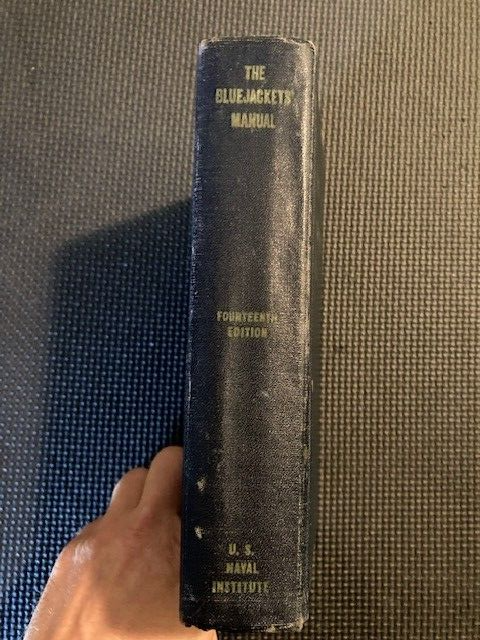 THE
BLUEJACKETS'
MANUAL
FOURTEENTH
EDITION
U. S.
NAVAL
INSTITUTE